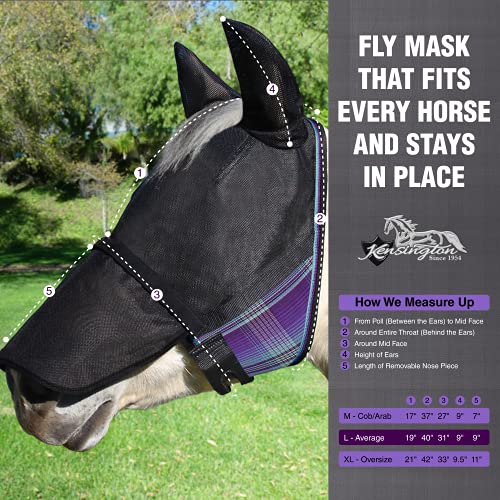 FLY MASK
THAT FITS
EVERY HORSE
AND STAYS
IN PLACE
Kensington
Since 1954
How We Measure Up
1 From Poll (Between the Ears) to Mid Face
2 Around Entire Throat (Behind the Ears)
3 Around Mid Face
4 Height of Ears
5 Length of Removable Nose Piece
1 2 3 4 5
M - Cob/Arab 17" 37" 27" 9" 7"
L - Average 19" 40" 31" 9" 9"
XL - Oversize 21" 42" 33" 9.5" 11"
4
1
2
3
5